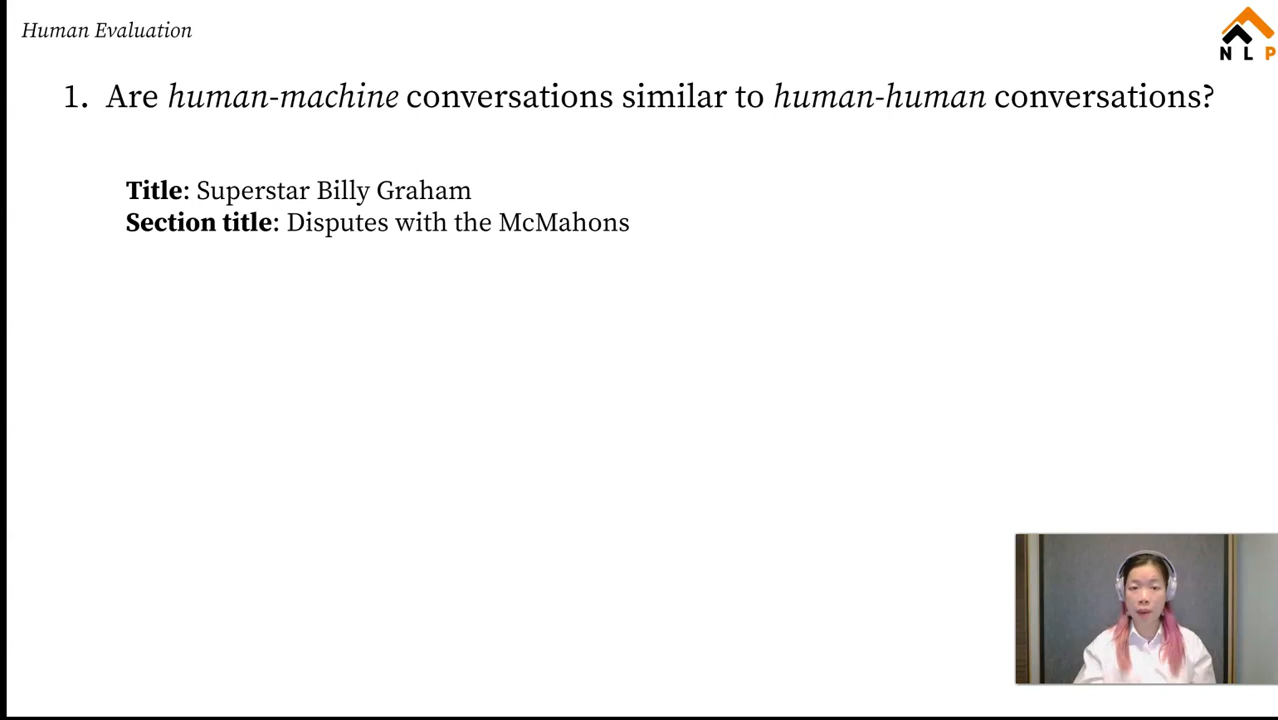 Human Evaluation
NLP
1. Are human-machine conversations similar to human-human conversations?
Title: Superstar Billy Graham
Section title: Disputes with the McMahons